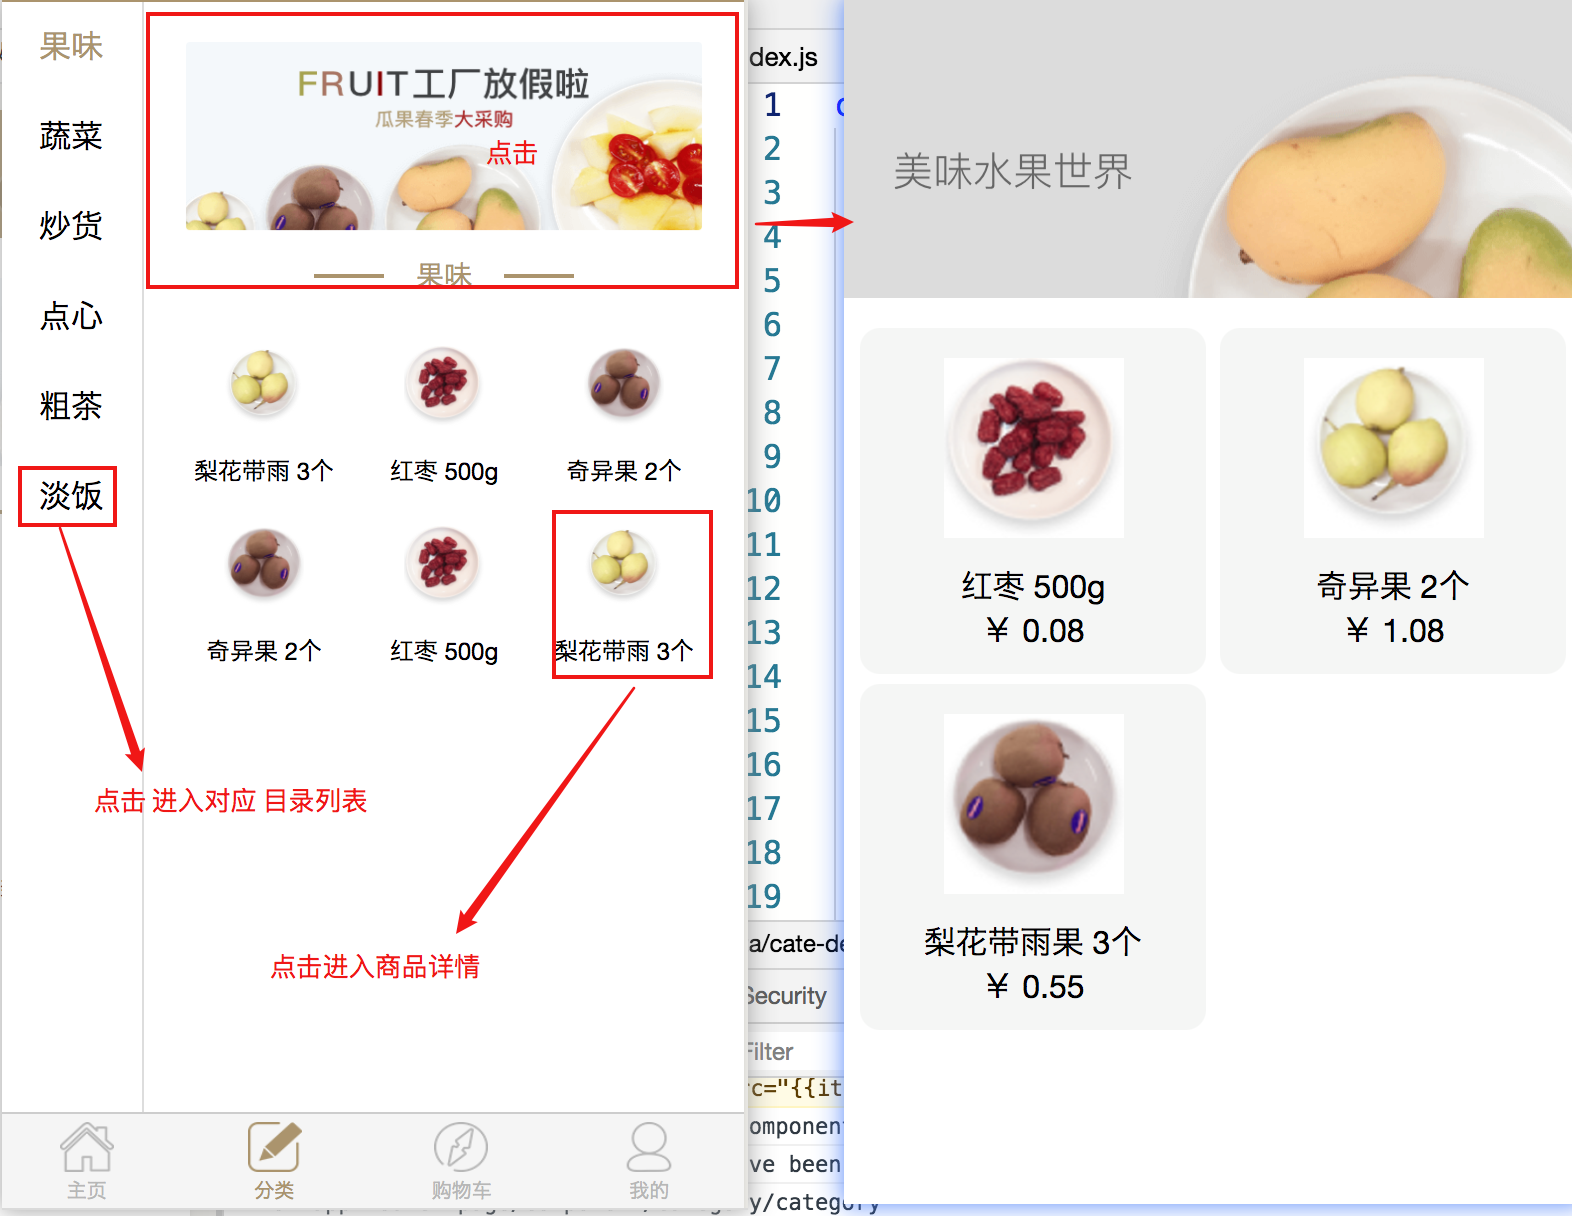 果味
蔬菜
炒货
点心
粗茶
淡饭
FRUIT工厂放假啦
瓜果春季大采购
点击
果味
梨花带雨 3个
红枣 500g
奇异果 2个
奇异果 2个
红枣 500g
梨花带雨 3个
点击 进入对应 目录列表
点击进入商品详情
主页
分类
购物车
我的
dex.js
1
2
3
4
5
6
7
8
9
10
11
12
13
14
15
16
17
18
19
a/cate-de
Security
Filter
rc="{{it
omponen
ve been
y/category
美味水果世界
红枣 500g
¥ 0.08
奇异果 2个
¥ 1.08
梨花带雨果 3个
¥ 0.55